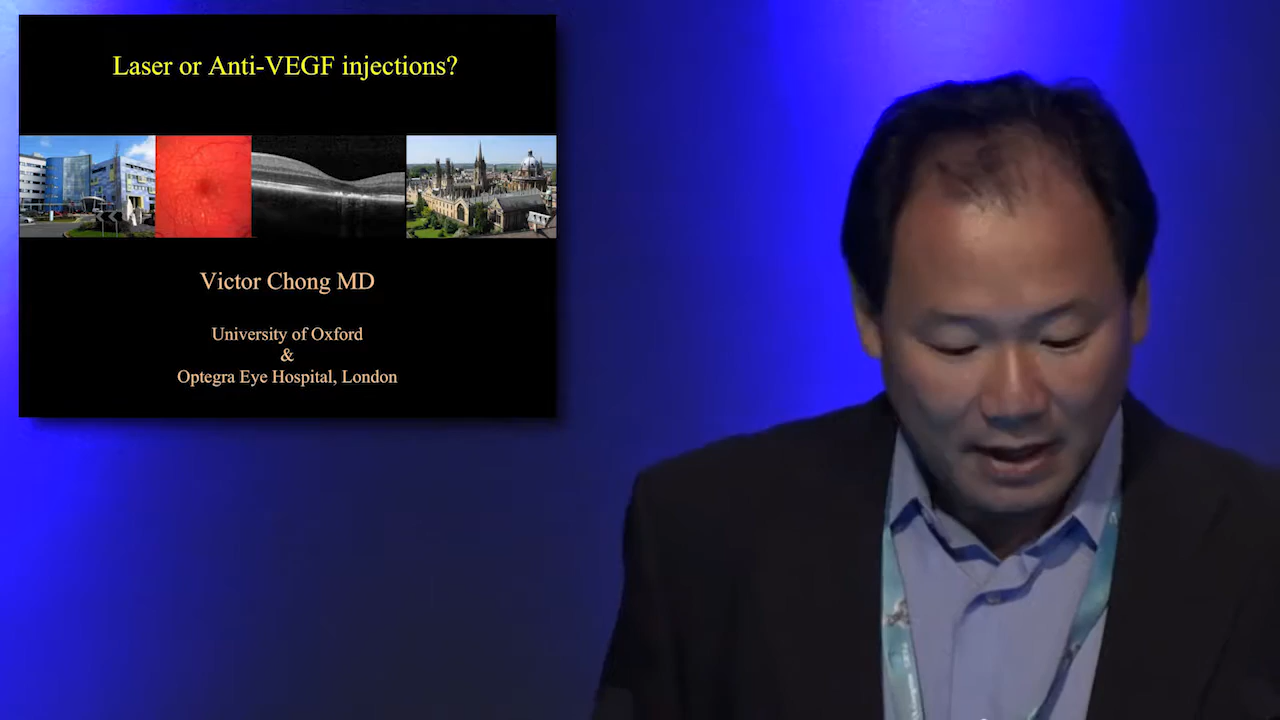 Laser or Anti-VEGF injections?
Victor Chong MD
University of Oxford
&
Optegra Eye Hospital, London